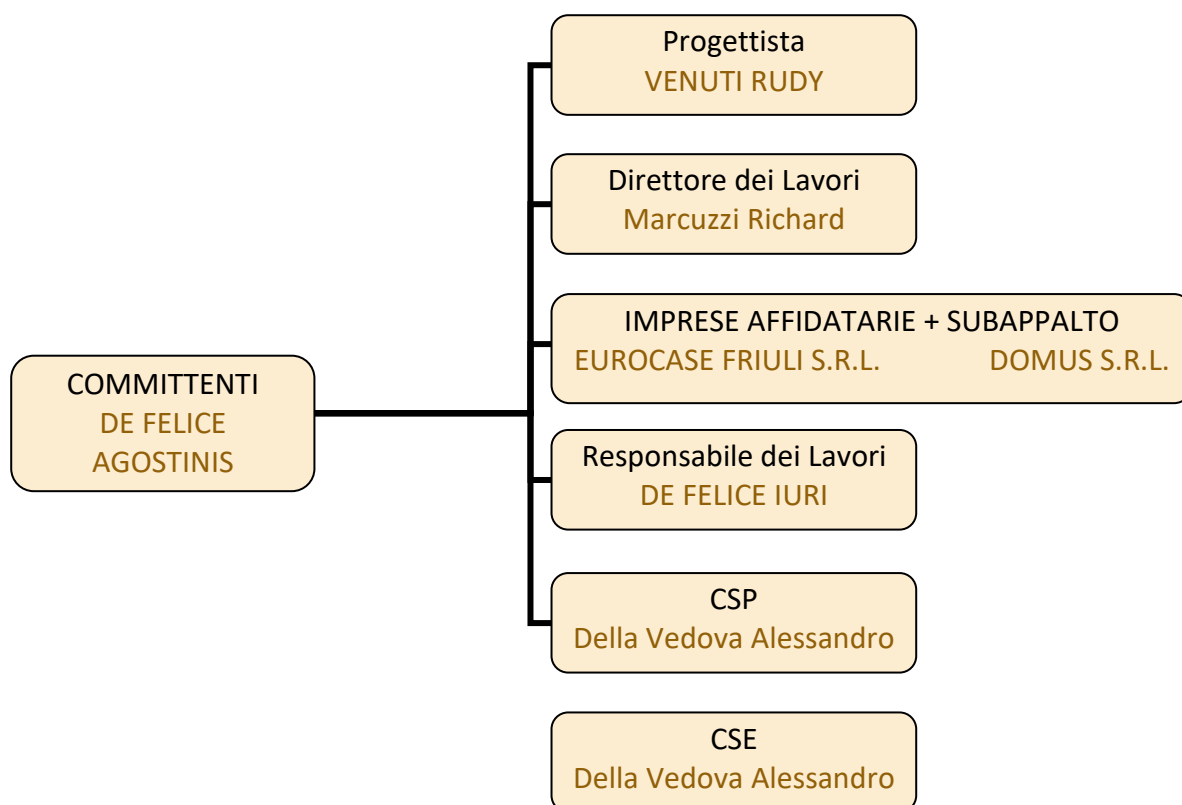 Progettista
VENUTI RUDY
Direttore dei Lavori
Marcuzzi Richard
IMPRESE AFFIDATARIE + SUBAPPALTO
EUROCASE FRIULI S.R.L. DOMUS S.R.L.
COMMITTENTI
DE FELICE
AGOSTINIS
Responsabile dei Lavori
DE FELICE IURI
CSP
Della Vedova Alessandro
CSE
Della Vedova Alessandro